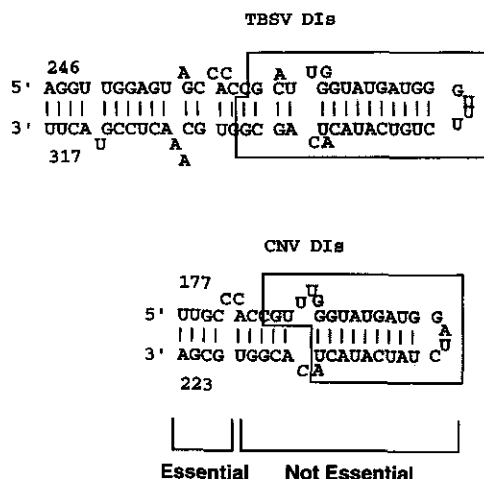 TBSV DIs
246
A CC A UG
5' AGGU UGGAGU GC ACCG CU GGUAUGAUGG G
U
U
3' UUCA GCCUCA CG UGGC GA UCAUACUGUC U
U A A CA
317
A
CNV DIs
177
CC U U G
5' UUGC ACCGU GGUAUGAUG G
A
U
3' AGCG UGGCA UCAUACUAU C
CA
223
Essential Not Essential